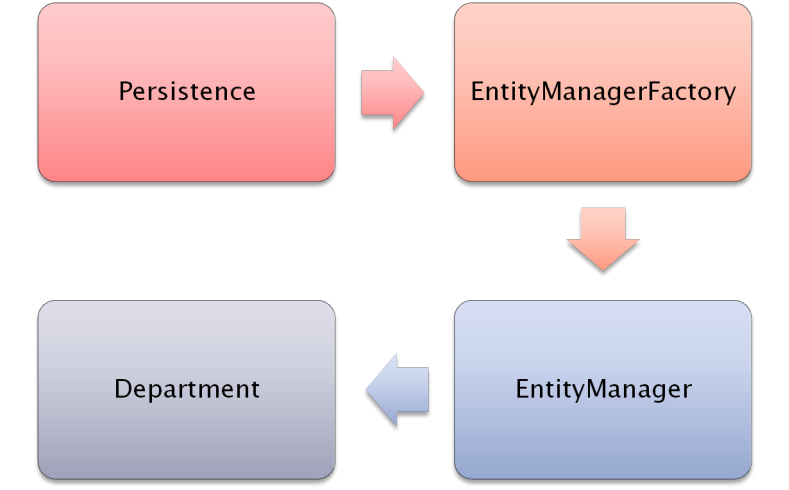 Persistence
EntityManagerFactory
EntityManager
Department